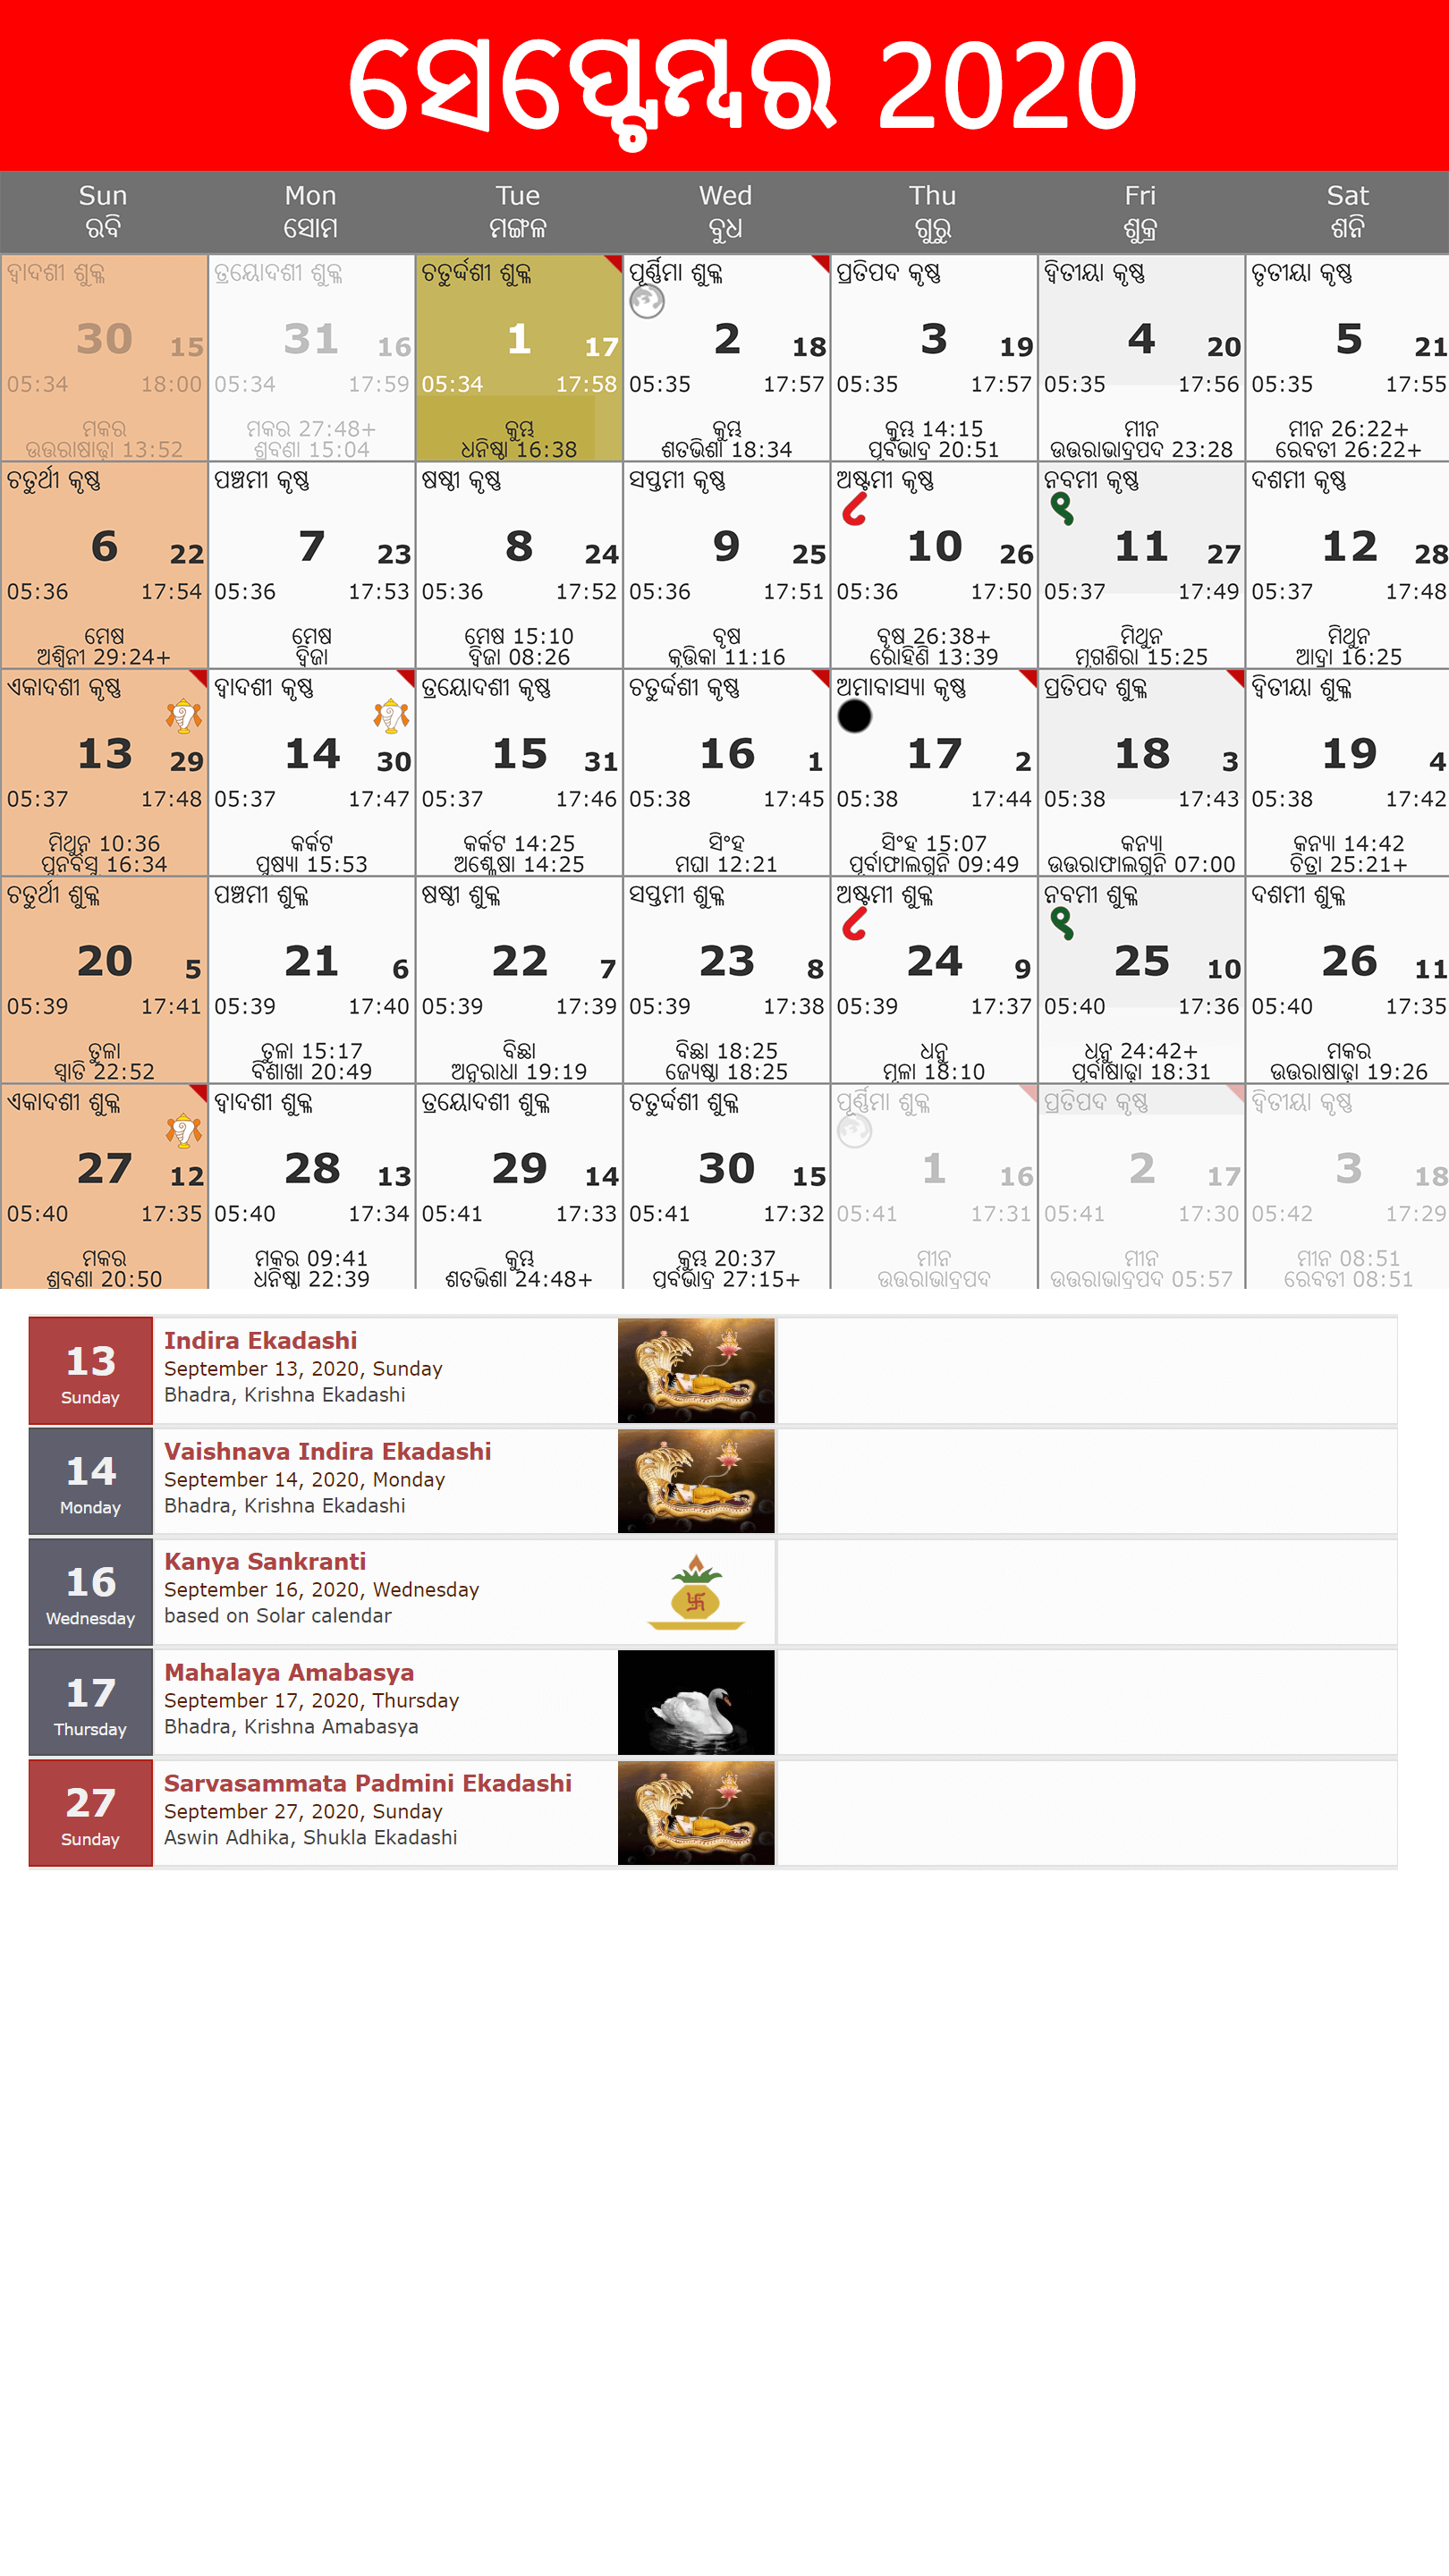 ସେପ୍ଟେମ୍ବର 2020
Sun Mon Tue Wed Thu Fri Sat
ରବି ସୋମ ମଙ୍ଗଳ ବୁଧ ଗୁରୁ ଶୁକ୍ର ଶନି
ଦ୍ୱାଦଶୀ ଶୁକ୍ଳ ତ୍ରୟୋଦଶୀ ଶୁକ୍ଳ ଚତୁର୍ଦ୍ଦଶୀ ଶୁକ୍ଳ ପୂର୍ଣ୍ଣିମା ଶୁକ୍ଳ ପ୍ରତିପଦ କୃଷ୍ଣ ଦ୍ୱିତୀୟା କୃଷ୍ଣ ତୃତୀୟା କୃଷ୍ଣ
30 15 31 16 1 17 2 18 3 19 4 20 5 21
05:34 18:00 05:34 17:59 05:34 17:58 05:35 17:57 05:35 17:57 05:35 17:56 05:35 17:55
ମକର ମକର 27:48+ କୁମ୍ଭ କୁମ୍ଭ କୁମ୍ଭ 14:15 ମୀନ ମୀନ 26:22+
ଉତ୍ତରାଷାଢ଼ା 13:52 ଶ୍ରବଣା 15:04 ଧନିଷ୍ଠା 16:38 ଶତଭିଶା 18:34 ପୂର୍ବଭାଦ୍ର 20:51 ଉତ୍ତରାଭାଦ୍ରପଦ 23:28 ରେବତୀ 26:22+
ଚତୁର୍ଥୀ କୃଷ୍ଣ ପଞ୍ଚମୀ କୃଷ୍ଣ ଷଷ୍ଠୀ କୃଷ୍ଣ ସପ୍ତମୀ କୃଷ୍ଣ ଅଷ୍ଟମୀ କୃଷ୍ଣ ନବମୀ କୃଷ୍ଣ ଦଶମୀ କୃଷ୍ଣ
6 22 7 23 8 24 9 25 10 26 11 27 12 28
05:36 17:54 05:36 17:53 05:36 17:52 05:36 17:51 05:36 17:50 05:37 17:49 05:37 17:48
ମେଷ ମେଷ ମେଷ 15:10 ବୃଷ ବୃଷ 26:38+ ମିଥୁନ ମିଥୁନ
ଅଶ୍ୱିନୀ 29:24+ ଦ୍ୱିଜା ଦ୍ୱିଜା 08:26 କୃତ୍ତିକା 11:16 ରୋହିଣି 13:39 ମୃଗଶିରା 15:25 ଆଦ୍ରା 16:25
ଏକାଦଶୀ କୃଷ୍ଣ ଦ୍ୱାଦଶୀ କୃଷ୍ଣ ତ୍ରୟୋଦଶୀ କୃଷ୍ଣ ଚତୁର୍ଦ୍ଦଶୀ କୃଷ୍ଣ ଅମାବାସ୍ୟା କୃଷ୍ଣ ପ୍ରତିପଦ ଶୁକ୍ଳ ଦ୍ୱିତୀୟା ଶୁକ୍ଳ
13 29 14 30 15 31 16 1 17 2 18 3 19 4
05:37 17:48 05:37 17:47 05:37 17:46 05:38 17:45 05:38 17:44 05:38 17:43 05:38 17:42
ମିଥୁନ 10:36 କର୍କଟ କର୍କଟ 14:25 ସିଂହ ସିଂହ 15:07 କନ୍ୟା କନ୍ୟା 14:42
ପୁନର୍ବସୁ 16:34 ପୁଷ୍ୟା 15:53 ଅଶ୍ଳେଷା 14:25 ମଘା 12:21 ପୂର୍ବାଫାଲଗୁନି 09:49 ଉତ୍ତରାଫାଲଗୁନି 07:00 ଚିତ୍ରା 25:21+
ଚତୁର୍ଥୀ ଶୁକ୍ଳ ପଞ୍ଚମୀ ଶୁକ୍ଳ ଷଷ୍ଠୀ ଶୁକ୍ଳ ସପ୍ତମୀ ଶୁକ୍ଳ ଅଷ୍ଟମୀ ଶୁକ୍ଳ ନବମୀ ଶୁକ୍ଳ ଦଶମୀ ଶୁକ୍ଳ
20 5 21 6 22 7 23 8 24 9 25 10 26 11
05:39 17:41 05:39 17:40 05:39 17:39 05:39 17:38 05:39 17:37 05:40 17:36 05:40 17:35
ତୁଳା ତୁଳା 15:17 ବିଛା ବିଛା 18:25 ଧନୁ ଧନୁ 24:42+ ମକର
ସ୍ୱାତି 22:52 ବିଶାଖା 20:49 ଅନୁରାଧା 19:19 ଜ୍ୟେଷ୍ଠା 18:25 ମୂଳା 18:10 ପୂର୍ବାଷାଢ଼ା 18:31 ଉତ୍ତରାଷାଢ଼ା 19:26
ଏକାଦଶୀ ଶୁକ୍ଳ ଦ୍ୱାଦଶୀ ଶୁକ୍ଳ ତ୍ରୟୋଦଶୀ ଶୁକ୍ଳ ଚତୁର୍ଦ୍ଦଶୀ ଶୁକ୍ଳ ପୂର୍ଣ୍ଣିମା ଶୁକ୍ଳ ପ୍ରତିପଦ କୃଷ୍ଣ ଦ୍ୱିତୀୟା କୃଷ୍ଣ
27 12 28 13 29 14 30 15 1 16 2 17 3 18
05:40 17:35 05:40 17:34 05:41 17:33 05:41 17:32 05:41 17:31 05:41 17:30 05:42 17:29
ମକର ମକର 09:41 କୁମ୍ଭ କୁମ୍ଭ 20:37 ମୀନ ମୀନ ମୀନ 08:51
ଶ୍ରବଣା 20:50 ଧନିଷ୍ଠା 22:39 ଶତଭିଶା 24:48+ ପୂର୍ବଭାଦ୍ର 27:15+ ଉତ୍ତରାଭାଦ୍ରପଦ ଉତ୍ତରାଭାଦ୍ରପଦ 05:57 ରେବତୀ 08:51
13
Sunday
Indira Ekadashi
September 13, 2020, Sunday
Bhadra, Krishna Ekadashi
14
Monday
Vaishnava Indira Ekadashi
September 14, 2020, Monday
Bhadra, Krishna Ekadashi
16
Wednesday
Kanya Sankranti
September 16, 2020, Wednesday
based on Solar calendar
17
Thursday
Mahalaya Amabasya
September 17, 2020, Thursday
Bhadra, Krishna Amabasya
27
Sunday
Sarvasammata Padmini Ekadashi
September 27, 2020, Sunday
Aswin Adhika, Shukla Ekadashi